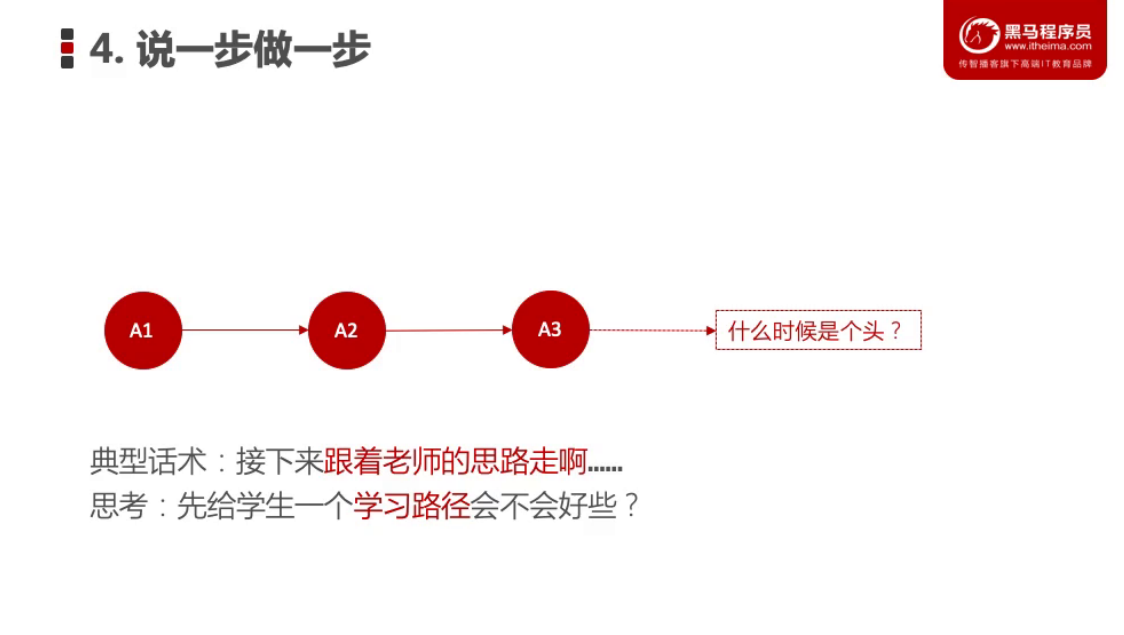 4. 说一步做一步
黑马程序员
www.itheima.com
传智播客旗下高端IT教育品牌
A1
A2
A3
什么时候是个头？
典型话术：接下来跟着老师的思路走啊......
思考：先给学生一个学习路径会不会好些？